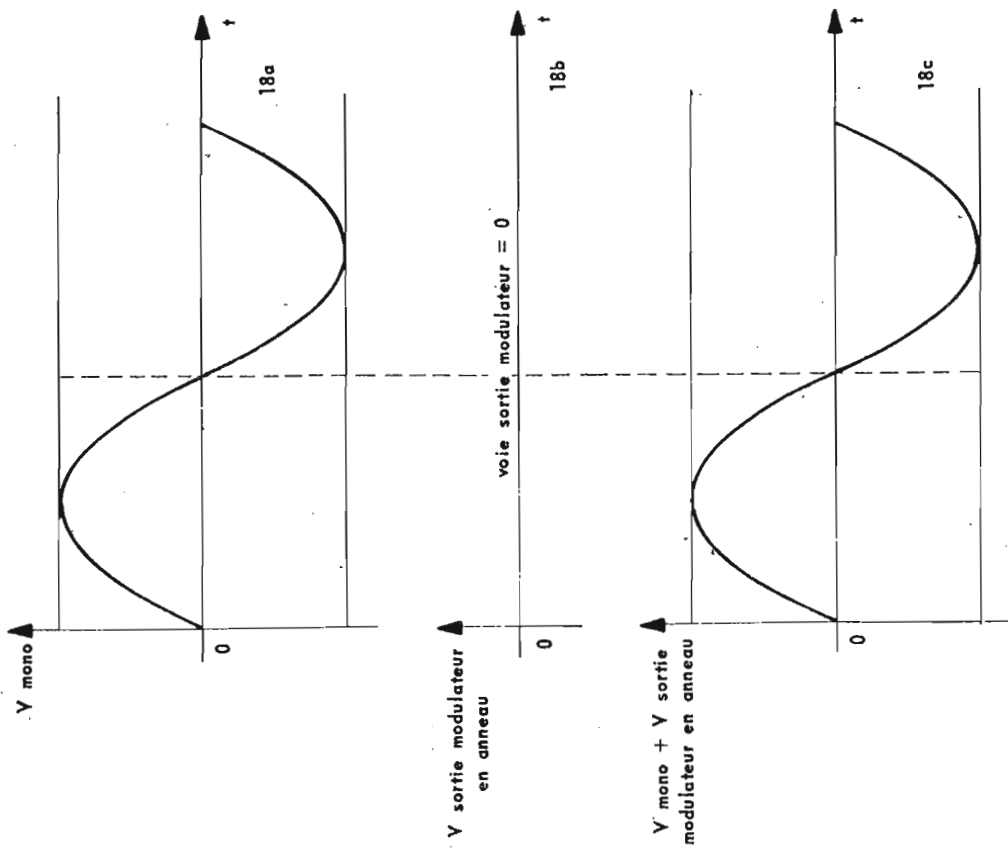 V mono
0
t
18a
V sortie modulateur
en anneau
0
voie sortie modulateur = 0
t
18b
V mono + V sortie
modulateur en anneau
0
t
18c